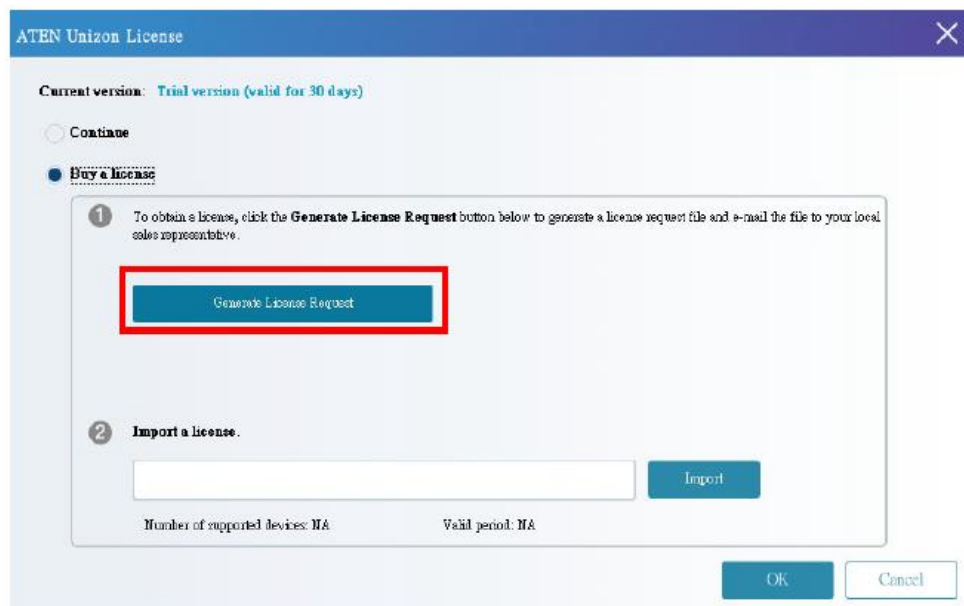 ATEN Unizon License
Current version: Trial version (valid for 30 days)
Continue
Buy a license
1
To obtain a license, click the Generate License Request button below to generate a license request file and e-mail the file to your local
sales representative.
Generate License Request
2
Import a license.
Import
Number of supported devices: NA
Valid period: NA
OK
Cancel